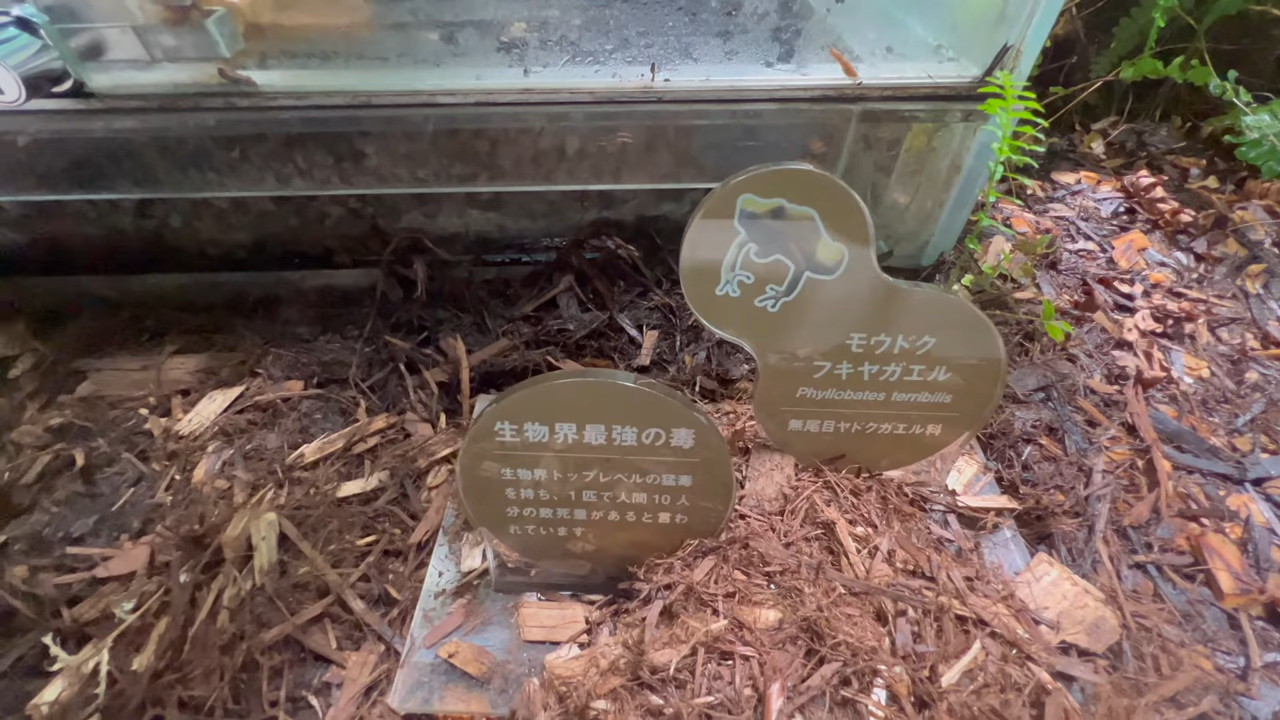 モウドク
フキヤガエル
Phyllobates terribilis
無尾目ヤドクガエル科
生物界最強の毒
生物界トップレベルの猛毒
を持ち、1匹で人間10人
分の致死量があると言わ
れています